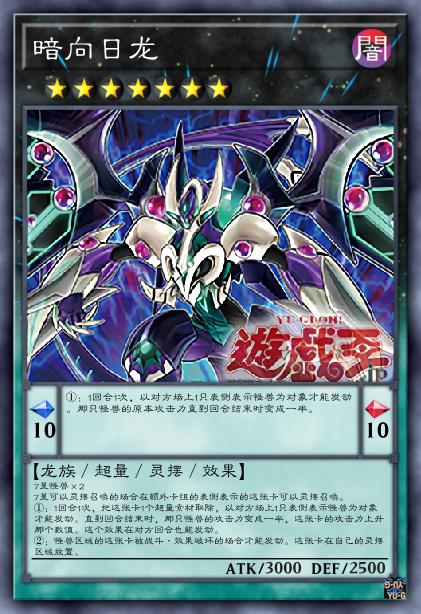 暗向日龙
闇
YU-GI-OH!
遊戯王
JP
①：1回合1次，以对方场上1只表侧表示怪兽为对象才能发动
。那只怪兽的原本攻击力直到回合结束时变成一半。
10
10
【龙族／超量／灵摆／效果】
7星怪兽×2
7星可以灵摆召唤的场合在额外卡组的表侧表示的这张卡可以灵摆召唤。
①：1回合1次，把这张卡1个超量素材取除，以对方场上1只表侧表示怪兽为对象
才能发动。直到回合结束时，那只怪兽的攻击力变成一半，这张卡的攻击力上升
那个数值。这个效果在对方回合也能发动。
②：怪兽区域的这张卡被战斗·效果破坏的场合才能发动。这张卡在自己的灵摆
区域放置。
ATK/3000 DEF/2500
YU-G